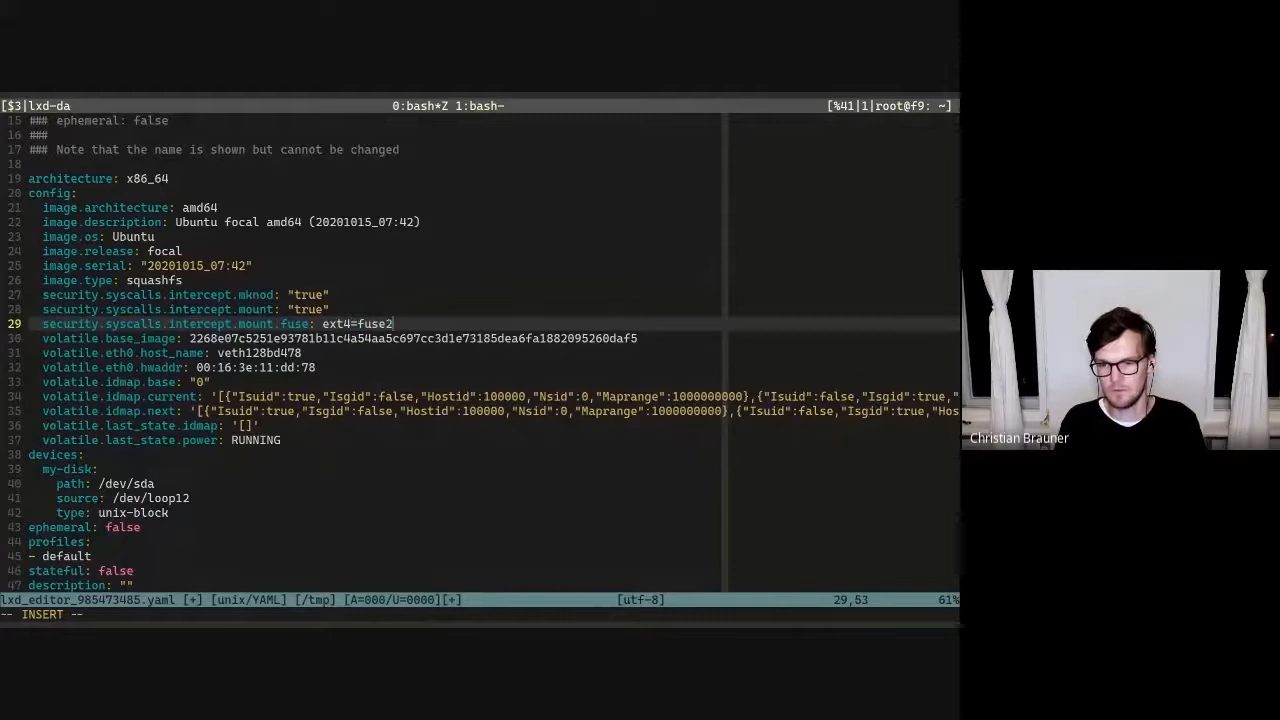 [$3|lxd-da 0:bash*Z 1:bash- [%41|1|root@f9: ~]
15 ### ephemeral: false
16 ###
17 ### Note that the name is shown but cannot be changed
18
19 architecture: x86_64
20 config:
21 image.architecture: amd64
22 image.description: Ubuntu focal amd64 (20201015_07:42)
23 image.os: Ubuntu
24 image.release: focal
25 image.serial: "20201015_07:42"
26 image.type: squashfs
27 security.syscalls.intercept.mknod: "true"
28 security.syscalls.intercept.mount: "true"
29 security.syscalls.intercept.mount.fuse: ext4=fuse2
30 volatile.base_image: 2268e07c5251e93781b11c4a54aa5c697cc3d1e73185dea6fa1882095260daf5
31 volatile.eth0.host_name: veth128bd478
32 volatile.eth0.hwaddr: 00:16:3e:11:dd:78
33 volatile.idmap.base: "0"
34 volatile.idmap.current: '[{"Isuid":true,"Isgid":false,"Hostid":100000,"Nsid":0,"Maprange":1000000000},{"Isuid":false,"Isgid":true,"
35 volatile.idmap.next: '[{"Isuid":true,"Isgid":false,"Hostid":100000,"Nsid":0,"Maprange":1000000000},{"Isuid":false,"Isgid":true,"Hos
36 volatile.last_state.idmap: '[]'
37 volatile.last_state.power: RUNNING
38 devices:
39 my-disk:
40 path: /dev/sda
41 source: /dev/loop12
42 type: unix-block
43 ephemeral: false
44 profiles:
45 - default
46 stateful: false
47 description: ""
lxd_editor_985473485.yaml [+] [unix/YAML] [/tmp] [A=000/U=0000][+] [utf-8] 29,53 61%
-- INSERT --
Christian Brauner